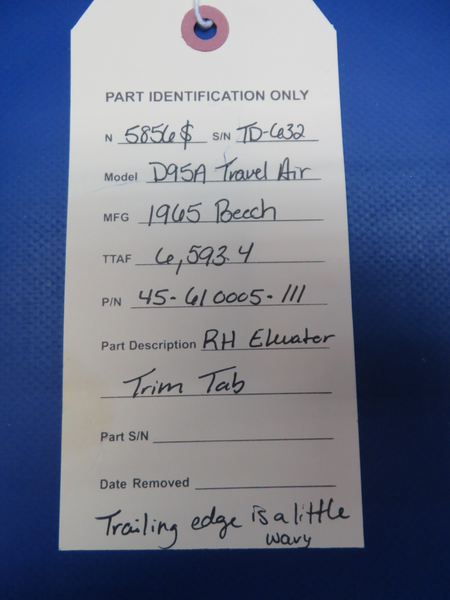 PART IDENTIFICATION ONLY
N 5856$ S/N TD-632
Model D95A Travel Air
MFG 1965 Beech
TTAF 6,593.4
P/N 45-610005-111
Part Description RH Elevator
Trim Tab
Part S/N
Date Removed
Trailing edge is a little
wavy